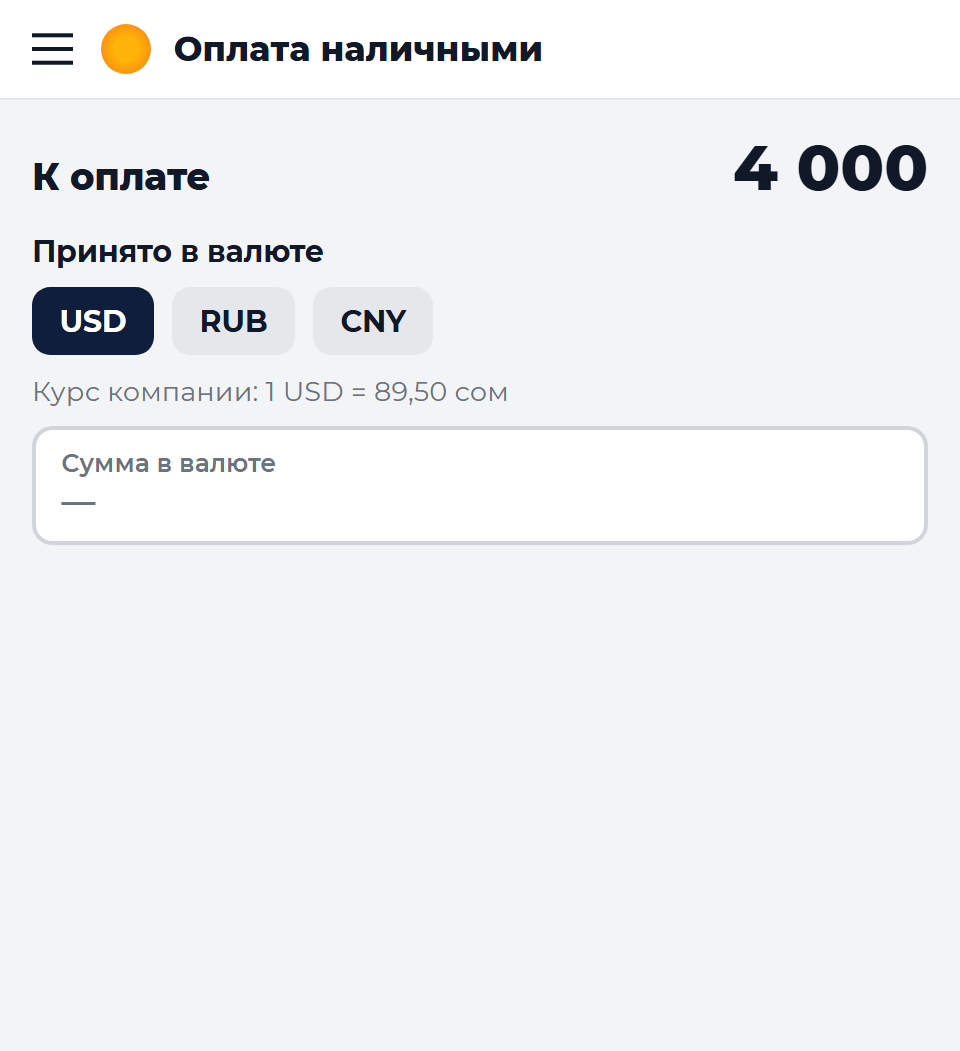 Оплата наличными
К оплате 4 000
Принято в валюте
USD RUB CNY
Курс компании: 1 USD = 89,50 сом
Сумма в валюте
—